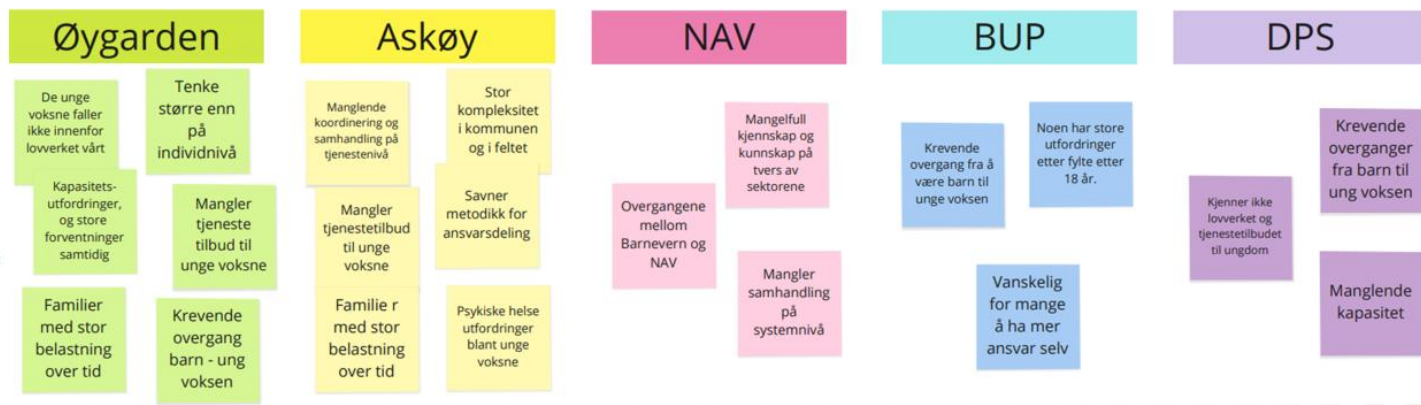 Øygarden
De unge
voksne faller
ikke innenfor
lovverket vårt
Tenke
større enn
på
individnivå
Kapasitets-
utfordringer,
og store
forventninger
samtidig
Mangler
tjeneste
tilbud til
unge voksne
Familier
med stor
belastning
over tid
Krevende
overgang
barn - ung
voksen
Askøy
Manglende
koordinering og
samhandling på
tjenestenivå
Stor
kompleksitet
i kommunen
og i feltet
Mangler
tjenestetilbud
til unge
voksne
Savner
metodikk for
ansvarsdeling
Familie r
med stor
belastning
over tid
Psykiske helse
utfordringer
blant unge
voksne
NAV
Mangelfull
kjennskap og
kunnskap på
tvers av
sektorene
Overgangene
mellom
Barnevern og
NAV
Mangler
samhandling
på
systemnivå
BUP
Krevende
overgang fra å
være barn til
unge voksen
Noen har store
utfordringer
etter fylte etter
18 år.
Vanskelig
for mange
å ha mer
ansvar selv
DPS
Krevende
overganger
fra barn til
ung voksen
Kjenner ikke
lovverket og
tjenestetilbudet
til ungdom
Manglende
kapasitet